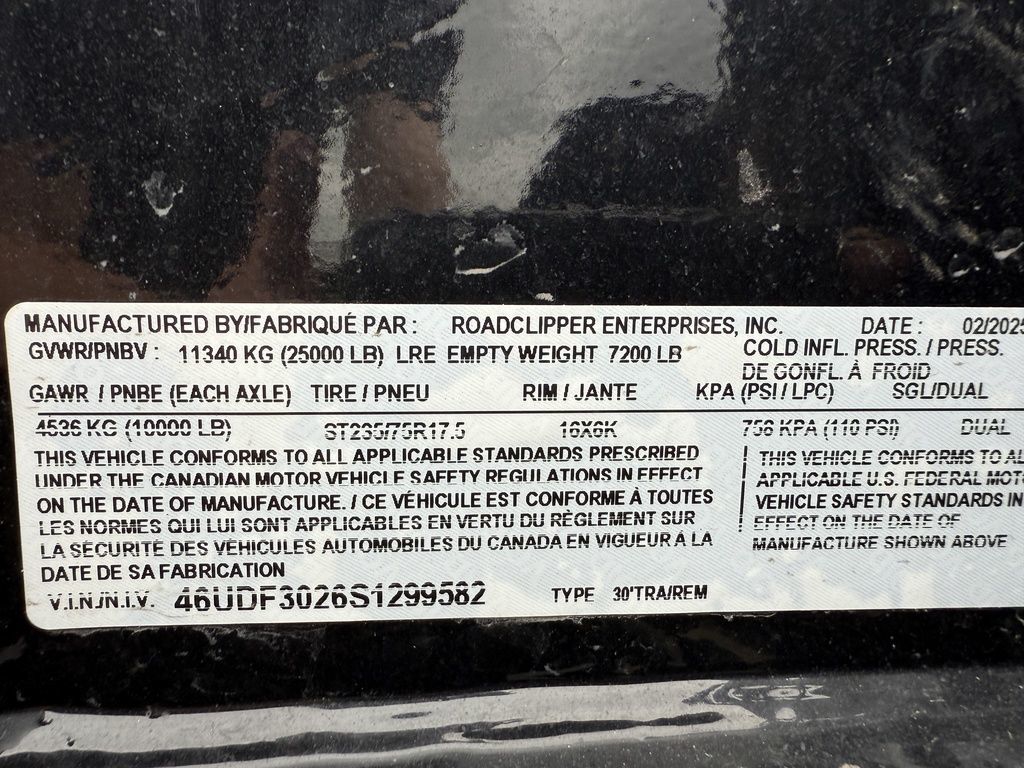 MANUFACTURED BY/FABRIQUÉ PAR : ROADCLIPPER ENTERPRISES, INC. DATE : 02/2025
GVWR/PNBV : 11340 KG (25000 LB) LRE EMPTY WEIGHT 7200 LB COLD INFL. PRESS. / PRESS.
DE GONFL. À FROID
GAWR / PNBE (EACH AXLE) TIRE / PNEU RIM / JANTE KPA (PSI / LPC) SGL/DUAL
4536 KG (10000 LB) ST235/75R17.5 16X6K 758 KPA (110 PSI) DUAL
THIS VEHICLE CONFORMS TO ALL APPLICABLE STANDARDS PRESCRIBED
UNDER THE CANADIAN MOTOR VEHICLE SAFETY REGULATIONS IN EFFECT
ON THE DATE OF MANUFACTURE. / CE VÉHICULE EST CONFORME À TOUTES
LES NORMES QUI LUI SONT APPLICABLES EN VERTU DU RÈGLEMENT SUR
LA SÉCURITÉ DES VÉHICULES AUTOMOBILES DU CANADA EN VIGUEUR À LA
DATE DE SA FABRICATION
THIS VEHICLE CONFORMS TO AL
APPLICABLE U.S. FEDERAL MOTO
VEHICLE SAFETY STANDARDS IN
EFFECT ON THE DATE OF
MANUFACTURE SHOWN ABOVE
V.I.N./N.I.V. 46UDF3026S1299582 TYPE 30'TRA/REM